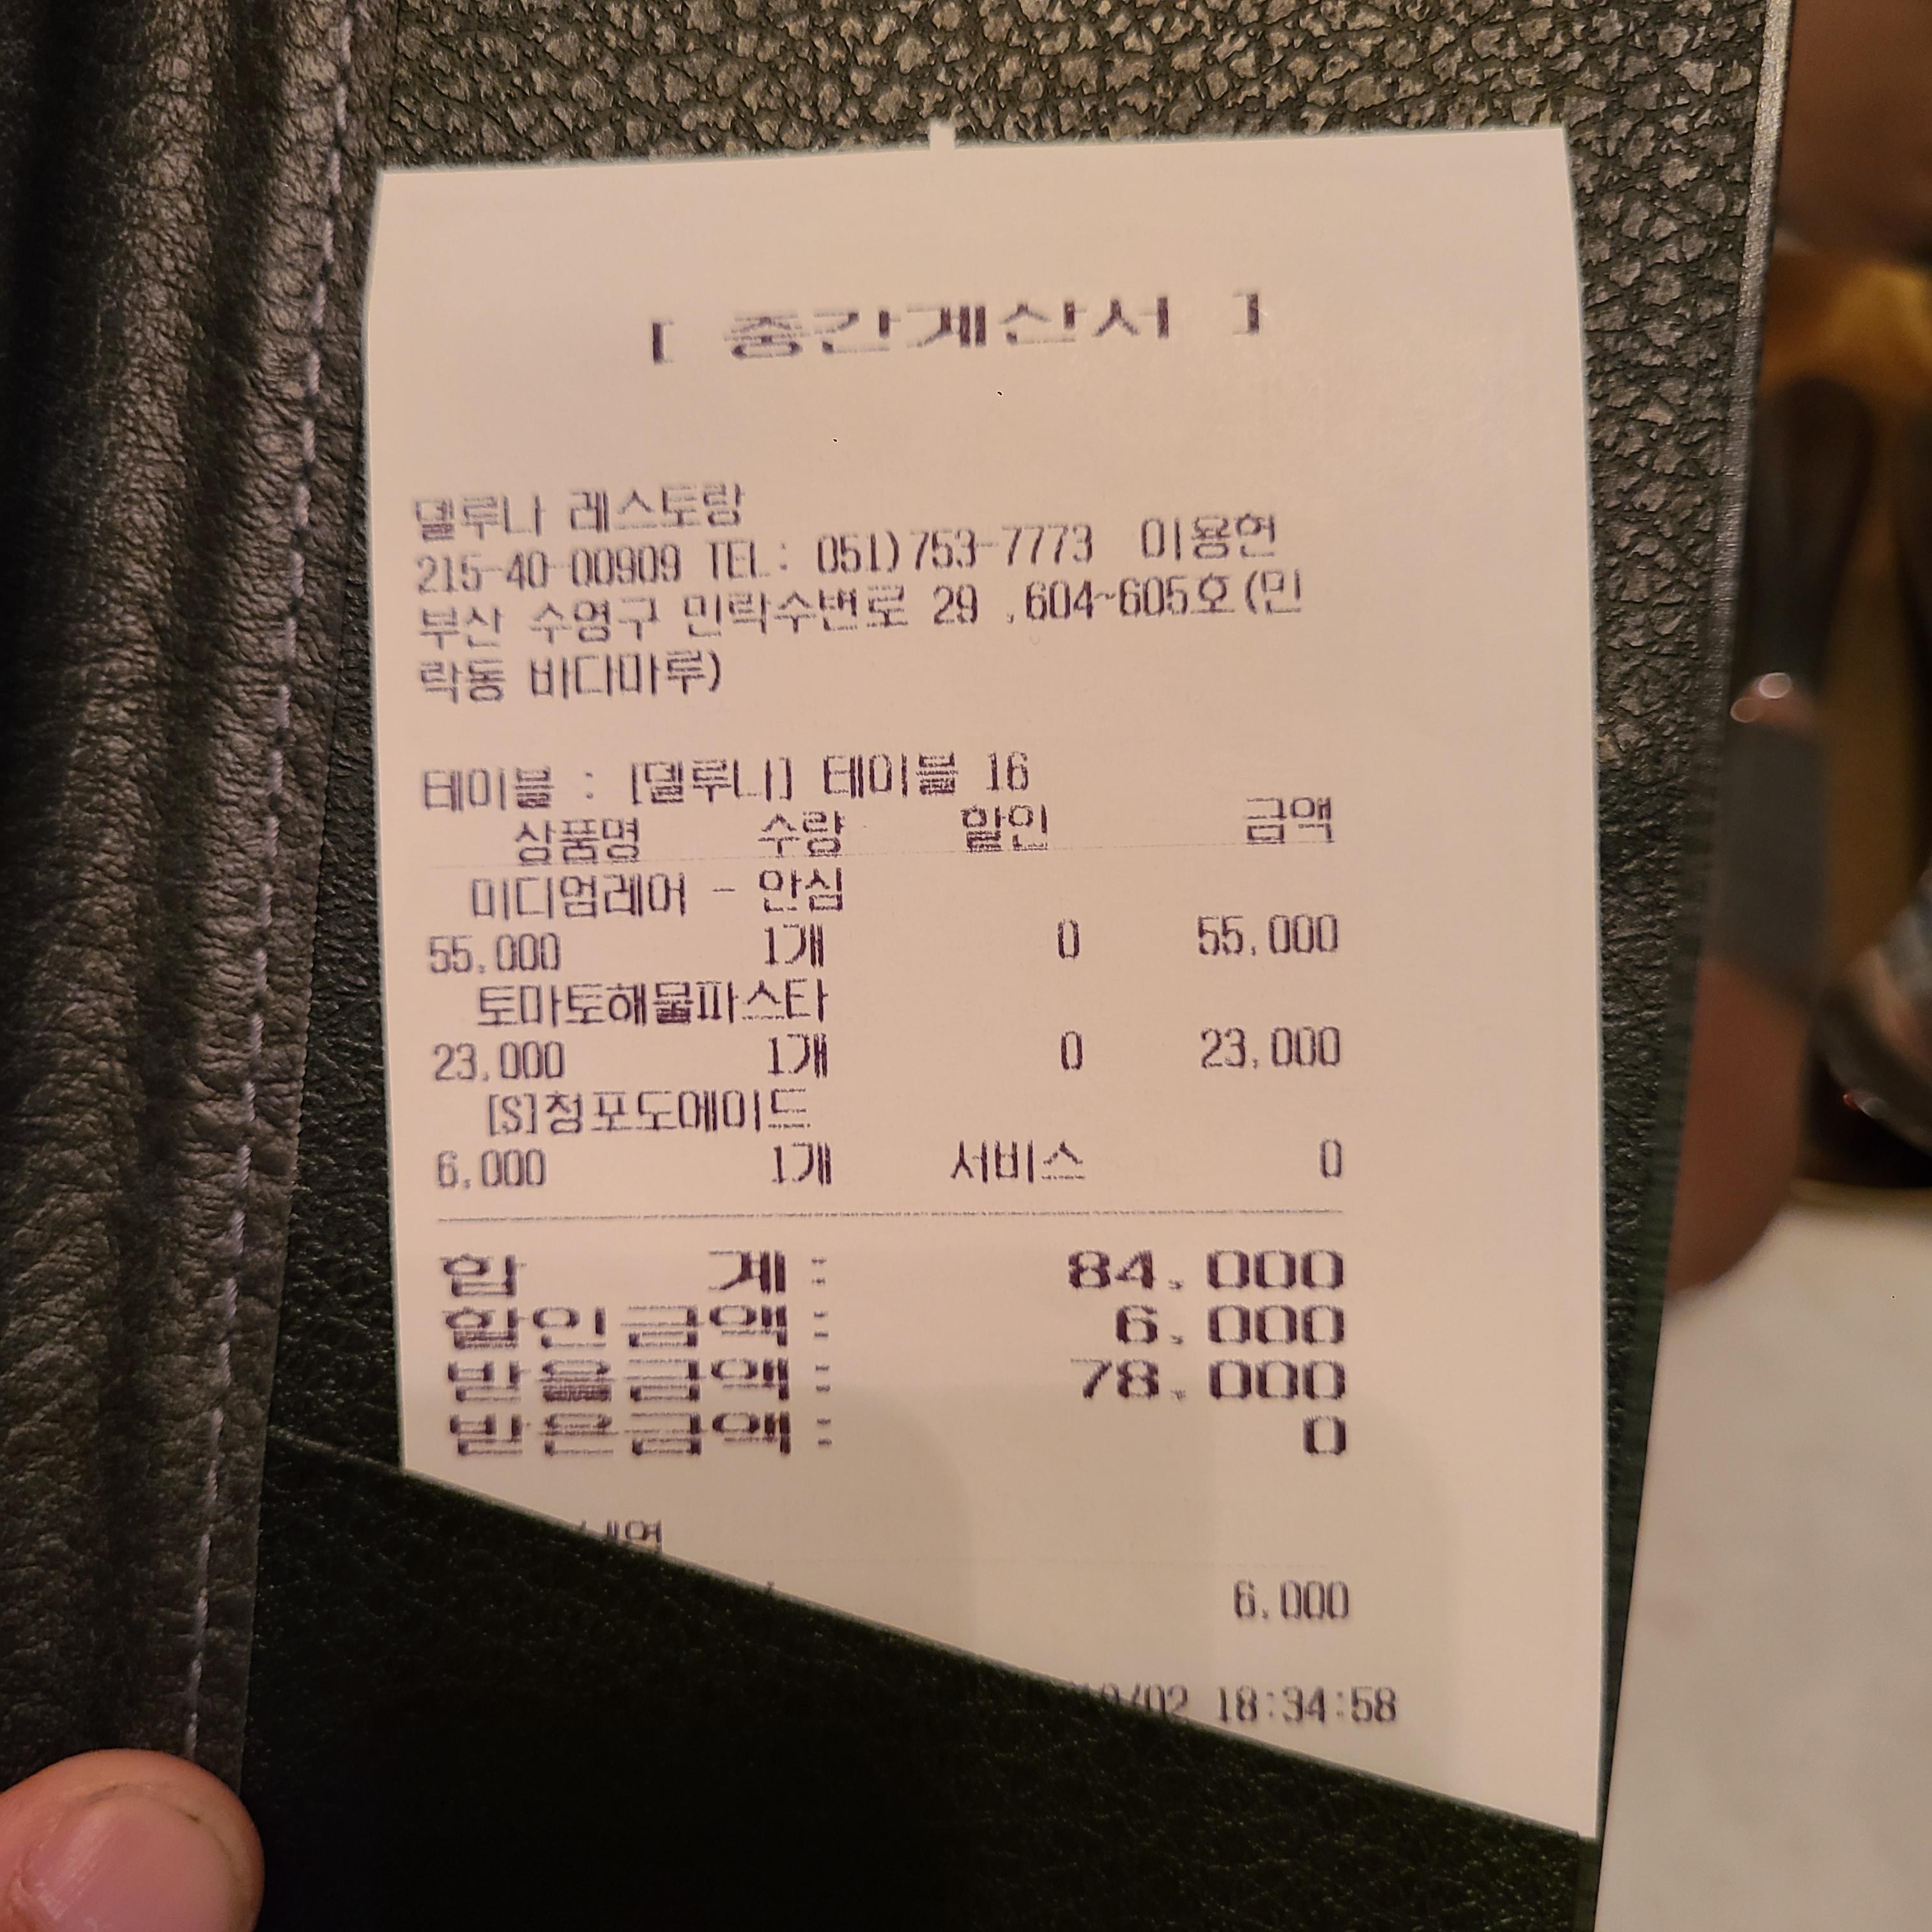 [ 중간계산서 ]
델루나 레스토랑
215-40-00909 TEL: 051)753-7773 이용헌
부산 수영구 민락수변로 29 ,604~605호(민
락동 바다마루)
테이블 : [델루나] 테이블 16
상품명 수량 할인 금액
미디엄레어 - 안심
55,000 1개 0 55,000
토마토해물파스타
23,000 1개 0 23,000
[S]청포도에이드
6,000 1개 서비스 0
합 계: 84,000
할인금액: 6,000
받을금액: 78,000
받은금액: 0
6,000
18:34:58